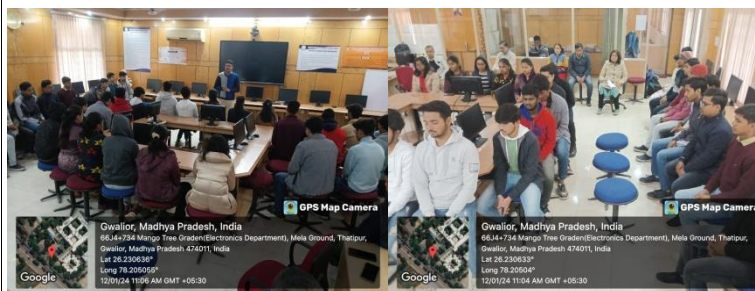 GPS Map Camera
Gwalior, Madhya Pradesh, India
66J4+734 Mango Tree Graden(Electronics Department), Mela Ground, Thatipur,
Gwalior, Madhya Pradesh 474011, India
Lat 26.230636°
Long 78.205055°
12/01/24 11:06 AM GMT +05:30
Google
GPS Map Camera
Gwalior, Madhya Pradesh, India
66J4+734 Mango Tree Graden(Electronics Department), Mela Ground, Thatipur,
Gwalior, Madhya Pradesh 474011, India
Lat 26.230633°
Long 78.20504°
12/01/24 11:04 AM GMT +05:30
Google